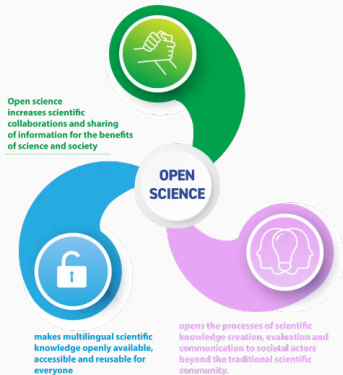 Open science
increases scientific
collaborations and sharing
of information for the benefits
of science and society
OPEN
SCIENCE
makes multilingual scientific
knowledge openly available,
accessible and reusable for
everyone
opens the processes of scientific
knowledge creation, evaluation and
communication to societal actors
beyond the traditional scientific
community.